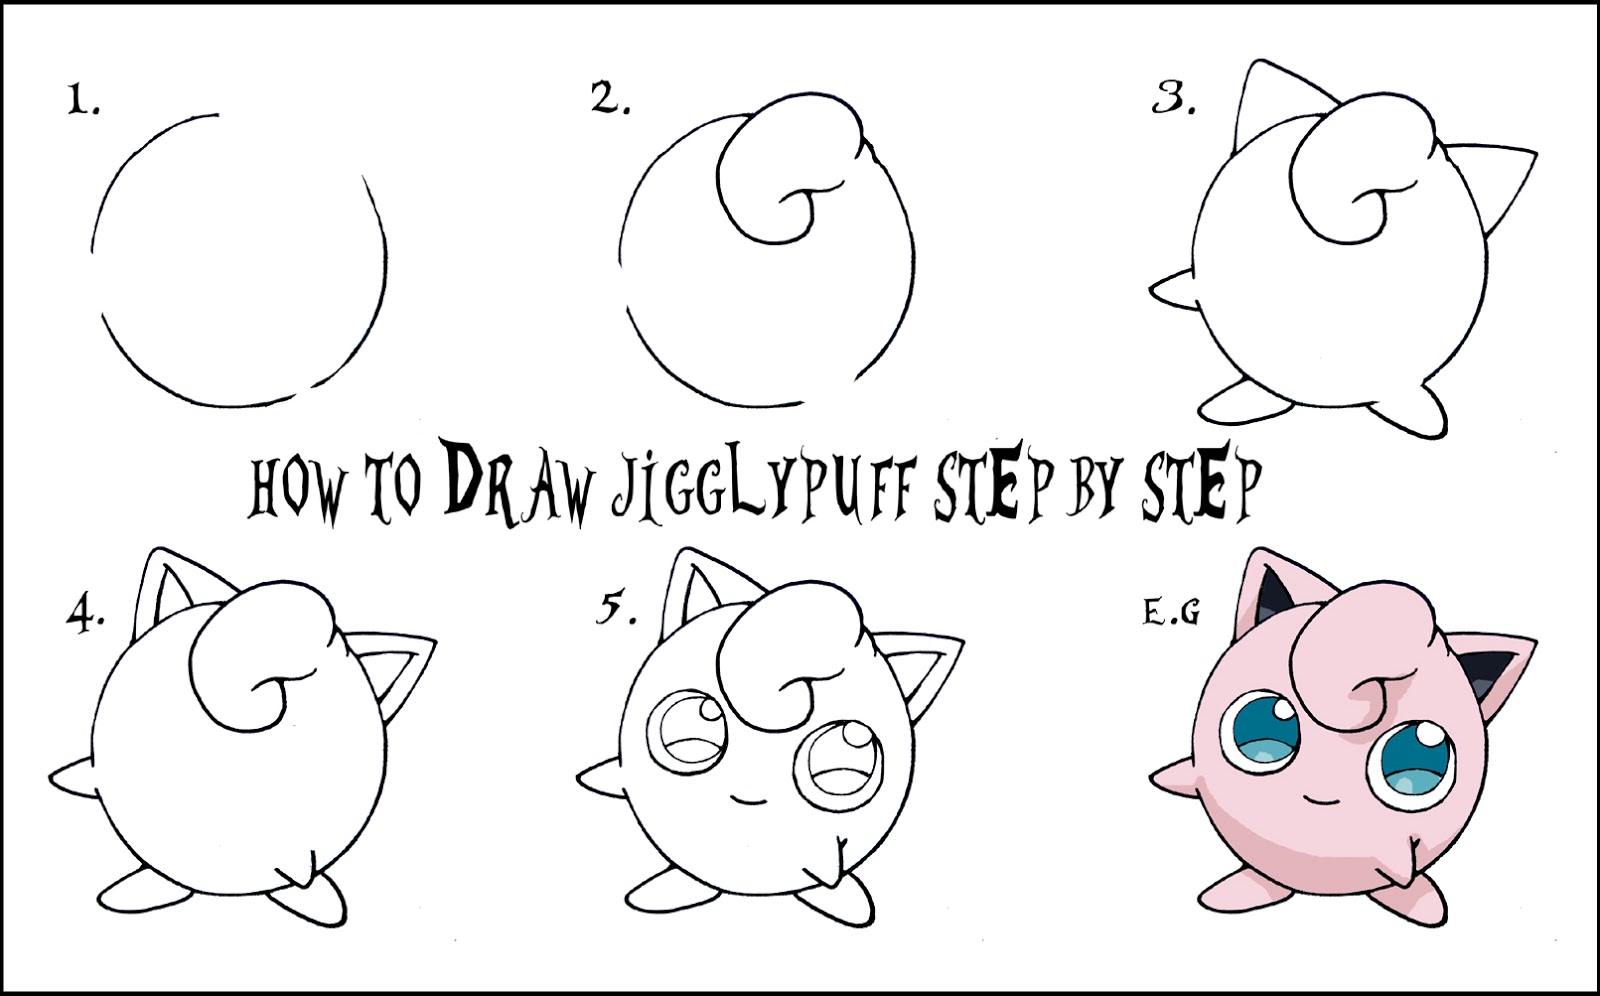 1.
2.
3.
HOW TO DRAW JIGGLYPUFF STEP BY STEP
4.
5.
E.G